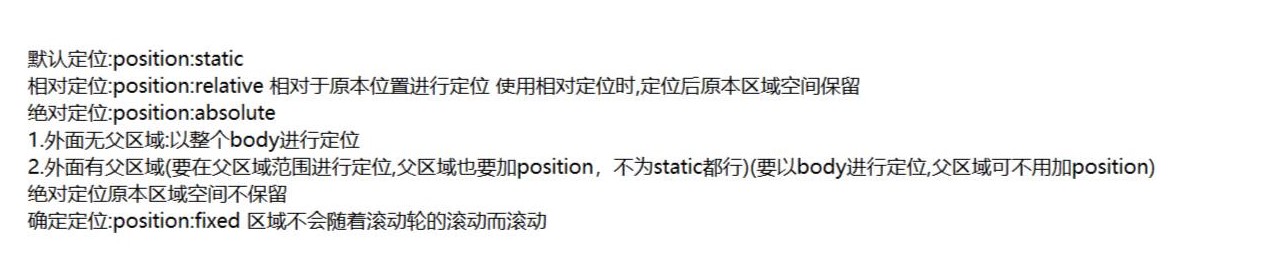 默认定位:position:static
相对定位:position:relative 相对于原本位置进行定位 使用相对定位时,定位后原本区域空间保留
绝对定位:position:absolute
1.外面无父区域:以整个body进行定位
2.外面有父区域(要在父区域范围进行定位,父区域也要加position，不为static都行)(要以body进行定位,父区域可不用加position)
绝对定位原本区域空间不保留
确定定位:position:fixed 区域不会随着滚动轮的滚动而滚动